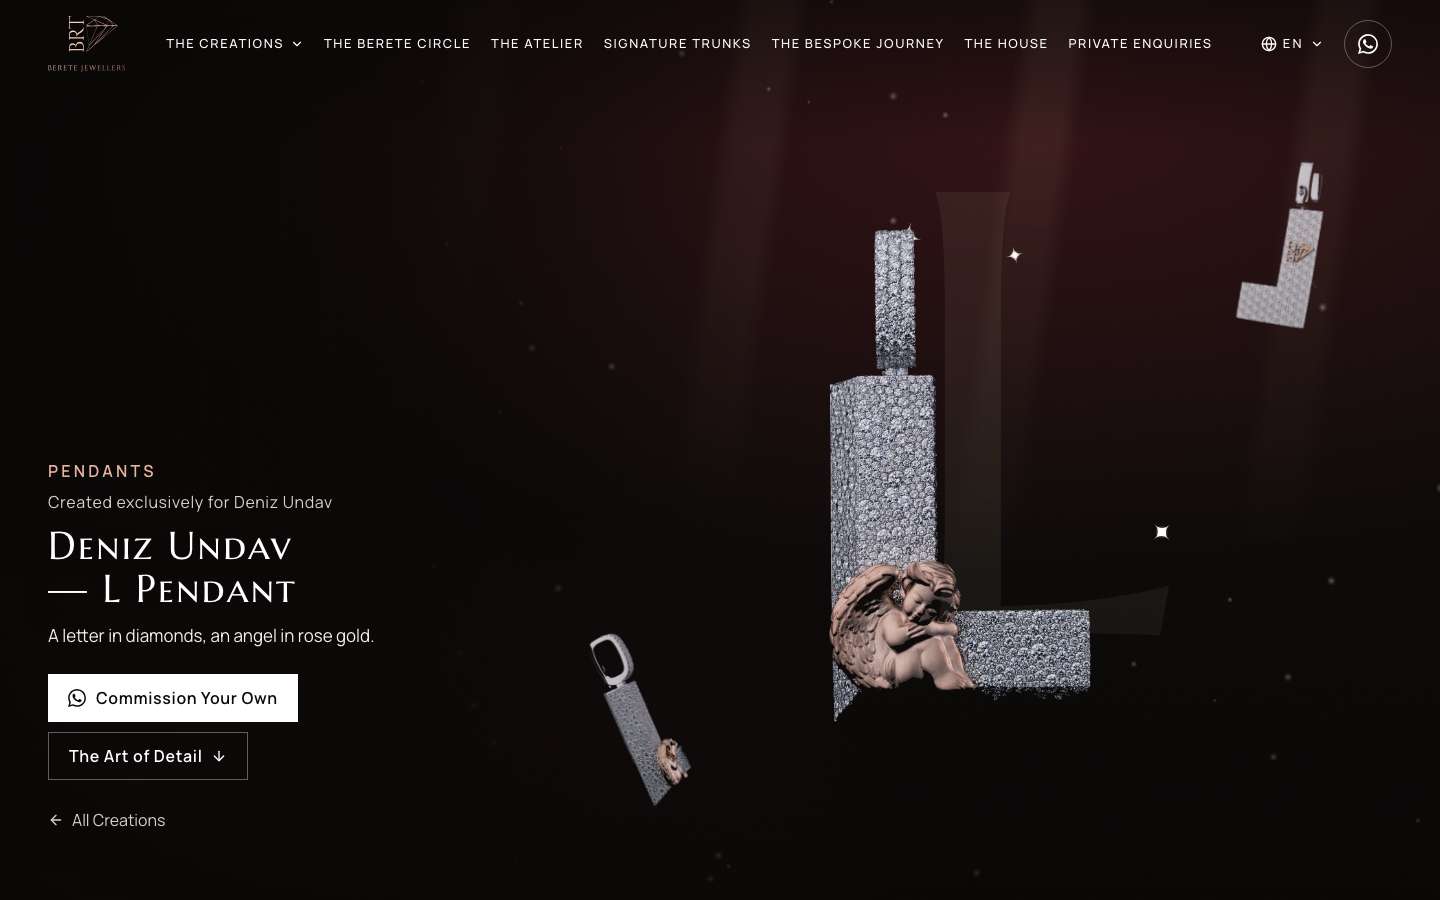 BRT
BERETE JEWELLERS
THE CREATIONS
THE BERETE CIRCLE
THE ATELIER
SIGNATURE TRUNKS
THE BESPOKE JOURNEY
THE HOUSE
PRIVATE ENQUIRIES
EN
L
PENDANTS
Created exclusively for Deniz Undav
Deniz Undav
— L Pendant
A letter in diamonds, an angel in rose gold.
Commission Your Own
The Art of Detail ↓
← All Creations